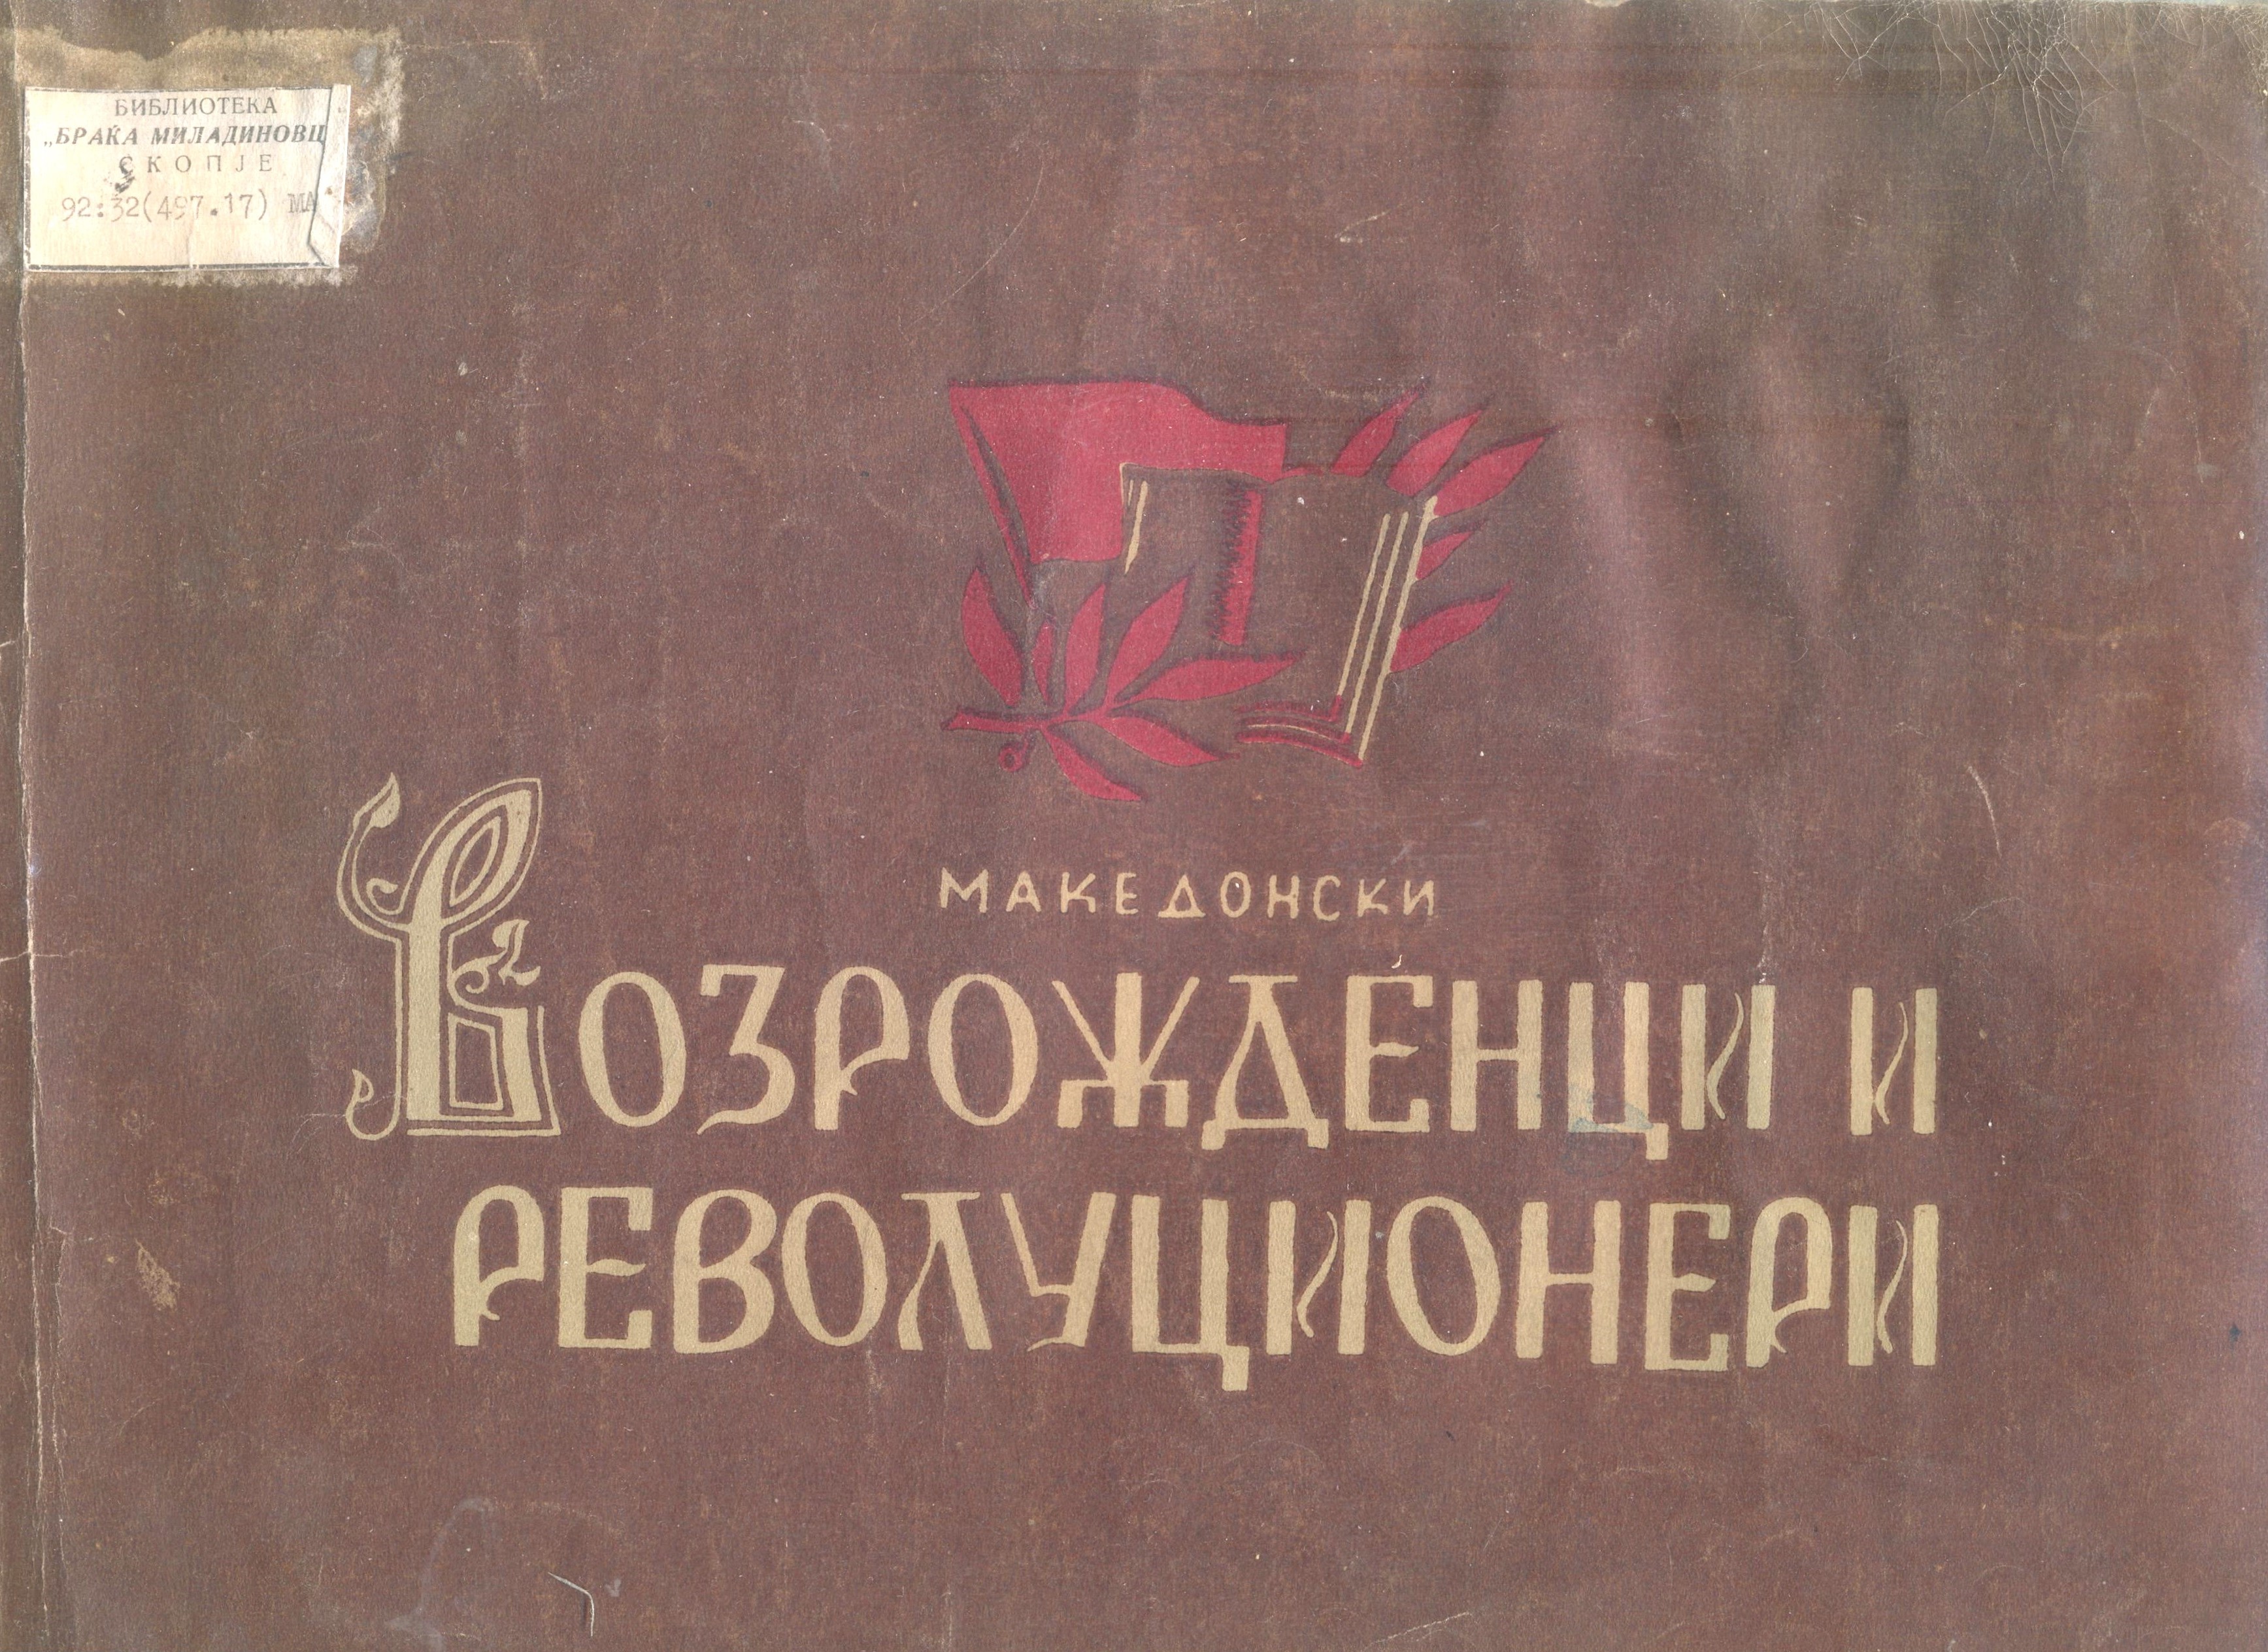 БИБЛИОТЕКА
„БРАЌА МИЛАДИНОВЦ
СКОПЈЕ
92:32(497.17) МА
МАКЕДОНСКИ
ВОЗРОЖДЕНЦИ И
РЕВОЛУЦИОНЕРИ